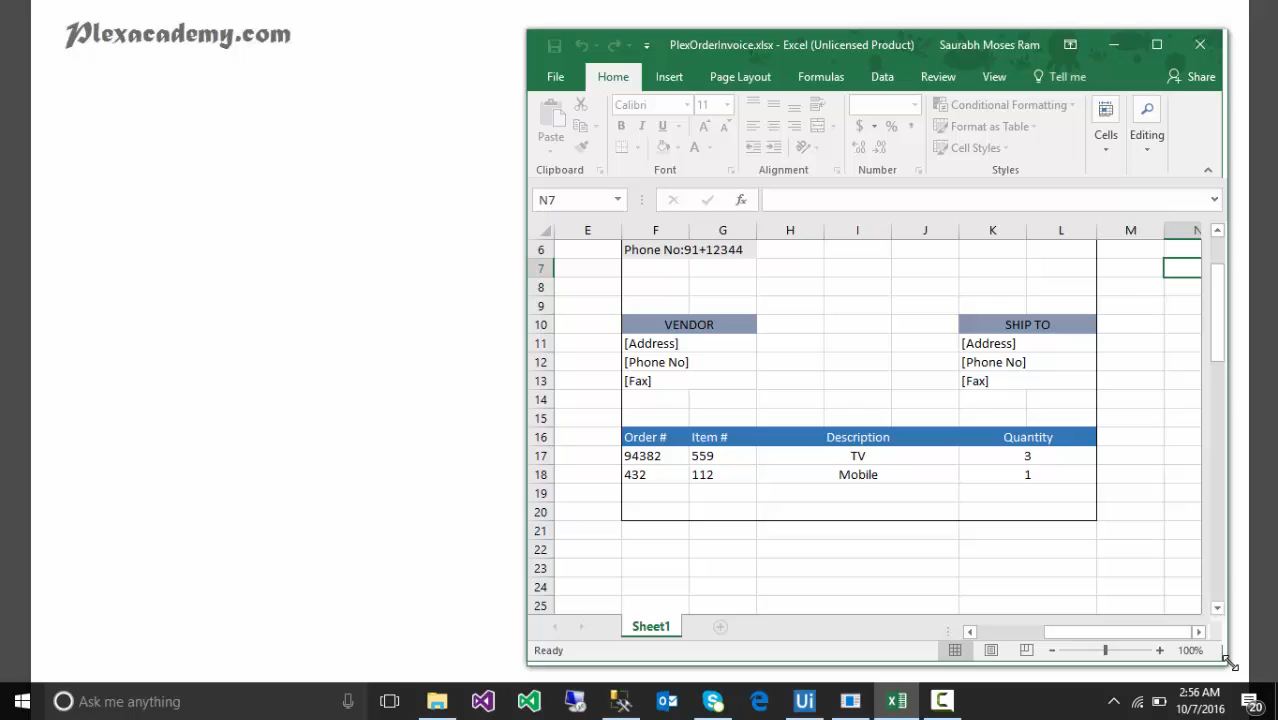 Plexacademy.com
PlexOrderInvoice.xlsx - Excel (Unlicensed Product) Saurabh Moses Ram
File Home Insert Page Layout Formulas Data Review View Tell me Share
Calibri 11
Paste B I U A A A $ % Conditional Formatting
Format as Table
Cell Styles
Cells Editing
Clipboard Font Alignment Number Styles
N7 fx
E F G H I J K L M N
6 Phone No:91+12344
7
8
9
10 VENDOR SHIP TO
11 [Address] [Address]
12 [Phone No] [Phone No]
13 [Fax] [Fax]
14
15
16 Order # Item # Description Quantity
17 94382 559 TV 3
18 432 112 Mobile 1
19
20
21
22
23
24
25
Sheet1
Ready 100%
Ask me anything Ui 2:56 AM
10/7/2016 20